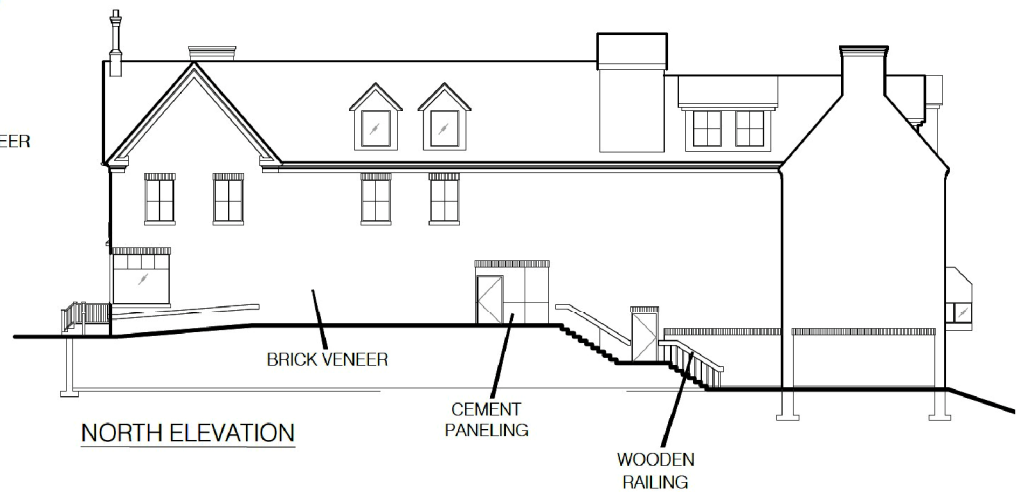 EER
BRICK VENEER
CEMENT
PANELING
NORTH ELEVATION
WOODEN
RAILING